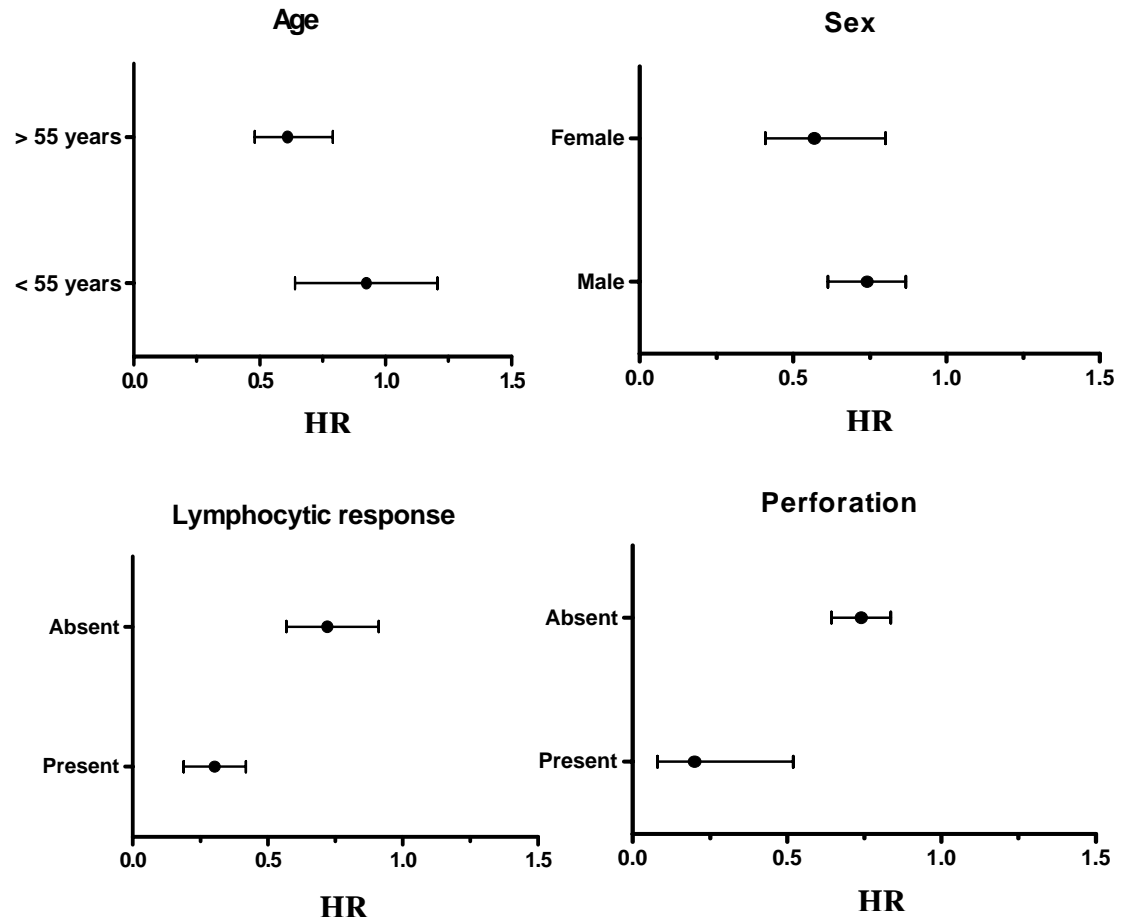 Age
> 55 years
< 55 years
0.0 0.5 1.0 1.5
HR
Sex
Female
Male
0.0 0.5 1.0 1.5
HR
Lymphocytic response
Absent
Present
0.0 0.5 1.0 1.5
HR
Perforation
Absent
Present
0.0 0.5 1.0 1.5
HR